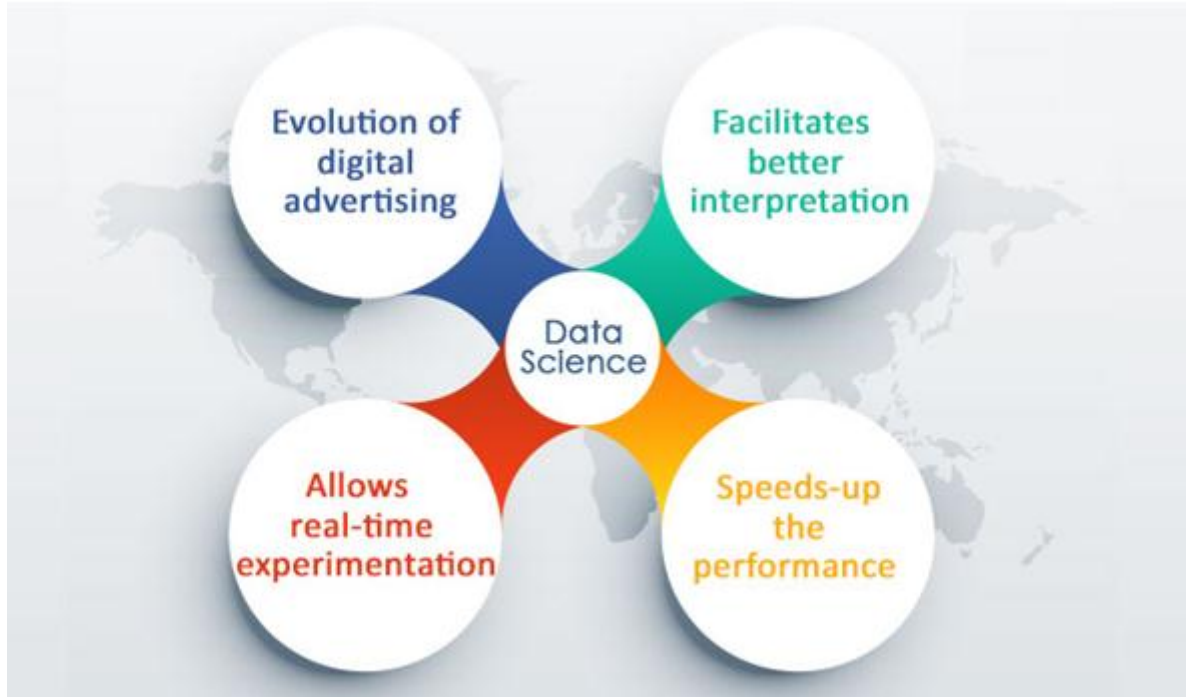 Evolution of
digital
advertising
Facilitates
better
interpretation
Data
Science
Allows
real-time
experimentation
Speeds-up
the
performance